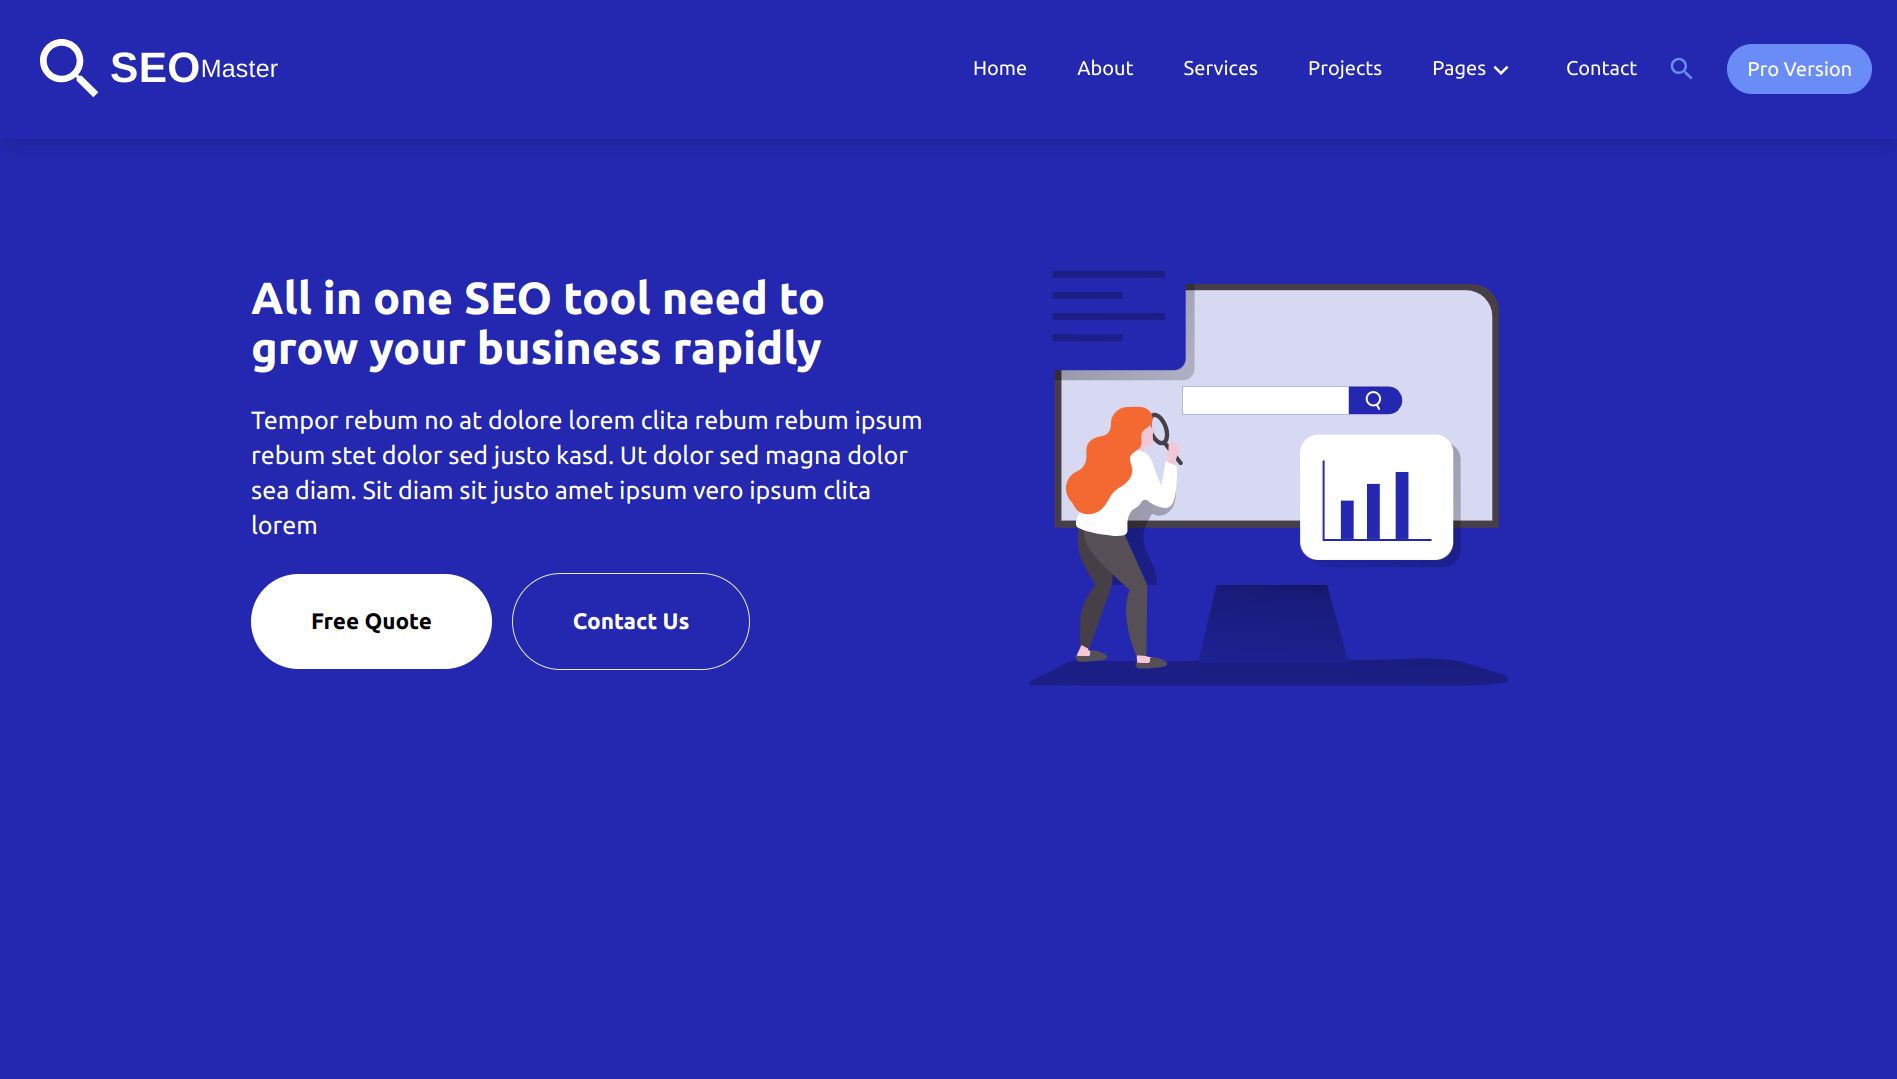 SEOMaster
Home About Services Projects Pages Contact Pro Version
All in one SEO tool need to
grow your business rapidly
Tempor rebum no at dolore lorem clita rebum rebum ipsum
rebum stet dolor sed justo kasd. Ut dolor sed magna dolor
sea diam. Sit diam sit justo amet ipsum vero ipsum clita
lorem
Free Quote Contact Us